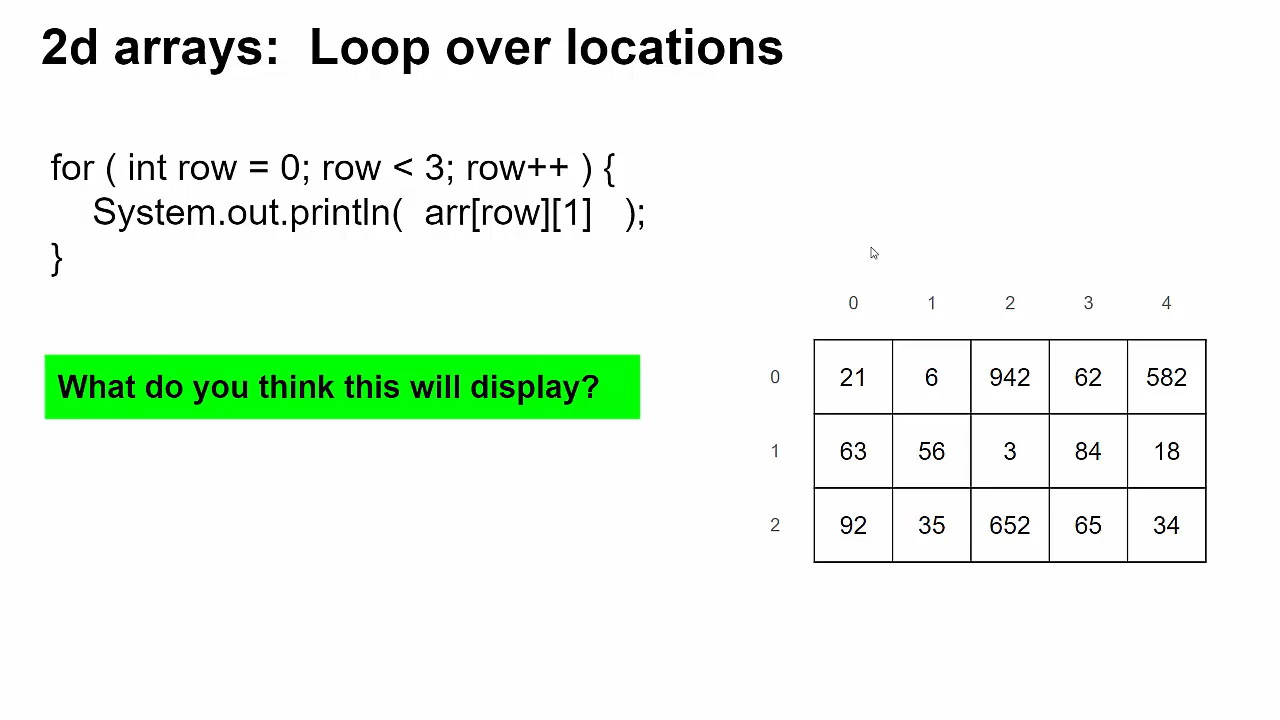 2d arrays: Loop over locations
for ( int row = 0; row < 3; row++ ) {
System.out.println( arr[row][1] );
}
What do you think this will display?
0 1 2 3 4
0 21 6 942 62 582
1 63 56 3 84 18
2 92 35 652 65 34